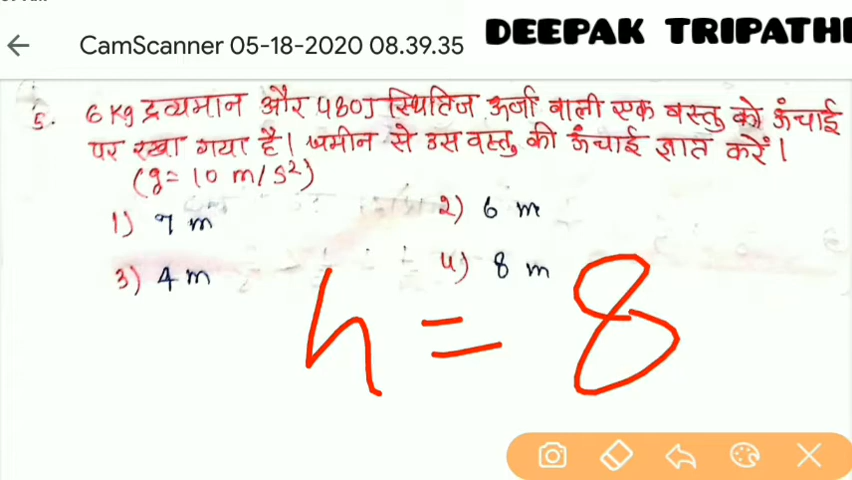 DEEPAK TRIPATHI
CamScanner 05-18-2020 08.39.35
5. 6 Kg द्रव्यमान और 480J स्थितिज ऊर्जा वाली एक वस्तु को ऊंचाई
पर रखा गया है। जमीन से उस वस्तु की ऊंचाई ज्ञात करें।
(g = 10 m/s²)
1) 7 m 2) 6 m
3) 4 m 4) 8 m
h = 8